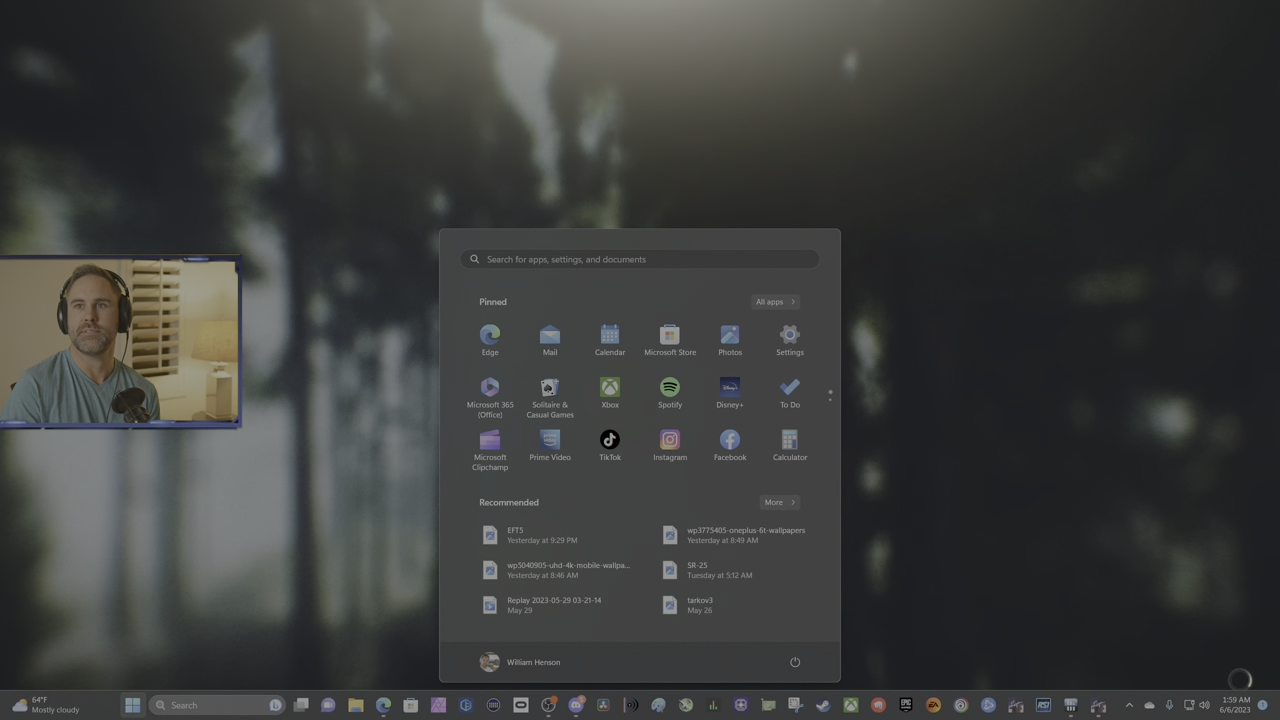 Search for apps, settings, and documents
Pinned
All apps
Edge
Mail
Calendar
Microsoft Store
Photos
Settings
Microsoft 365
(Office)
Solitaire &
Casual Games
Xbox
Spotify
Disney+
To Do
Microsoft
Clipchamp
Prime Video
TikTok
Instagram
Facebook
Calculator
Recommended
More
EFT5
Yesterday at 9:29 PM
wp3775405-oneplus-6t-wallpapers
Yesterday at 8:49 AM
wp5040905-uhd-4k-mobile-wallpa...
Yesterday at 8:46 AM
SR-25
Tuesday at 5:12 AM
Replay 2023-05-29 03-21-14
May 29
tarkov3
May 26
William Henson
64°F
Mostly cloudy
Search
EPIC
EA
1:59 AM
6/6/2023